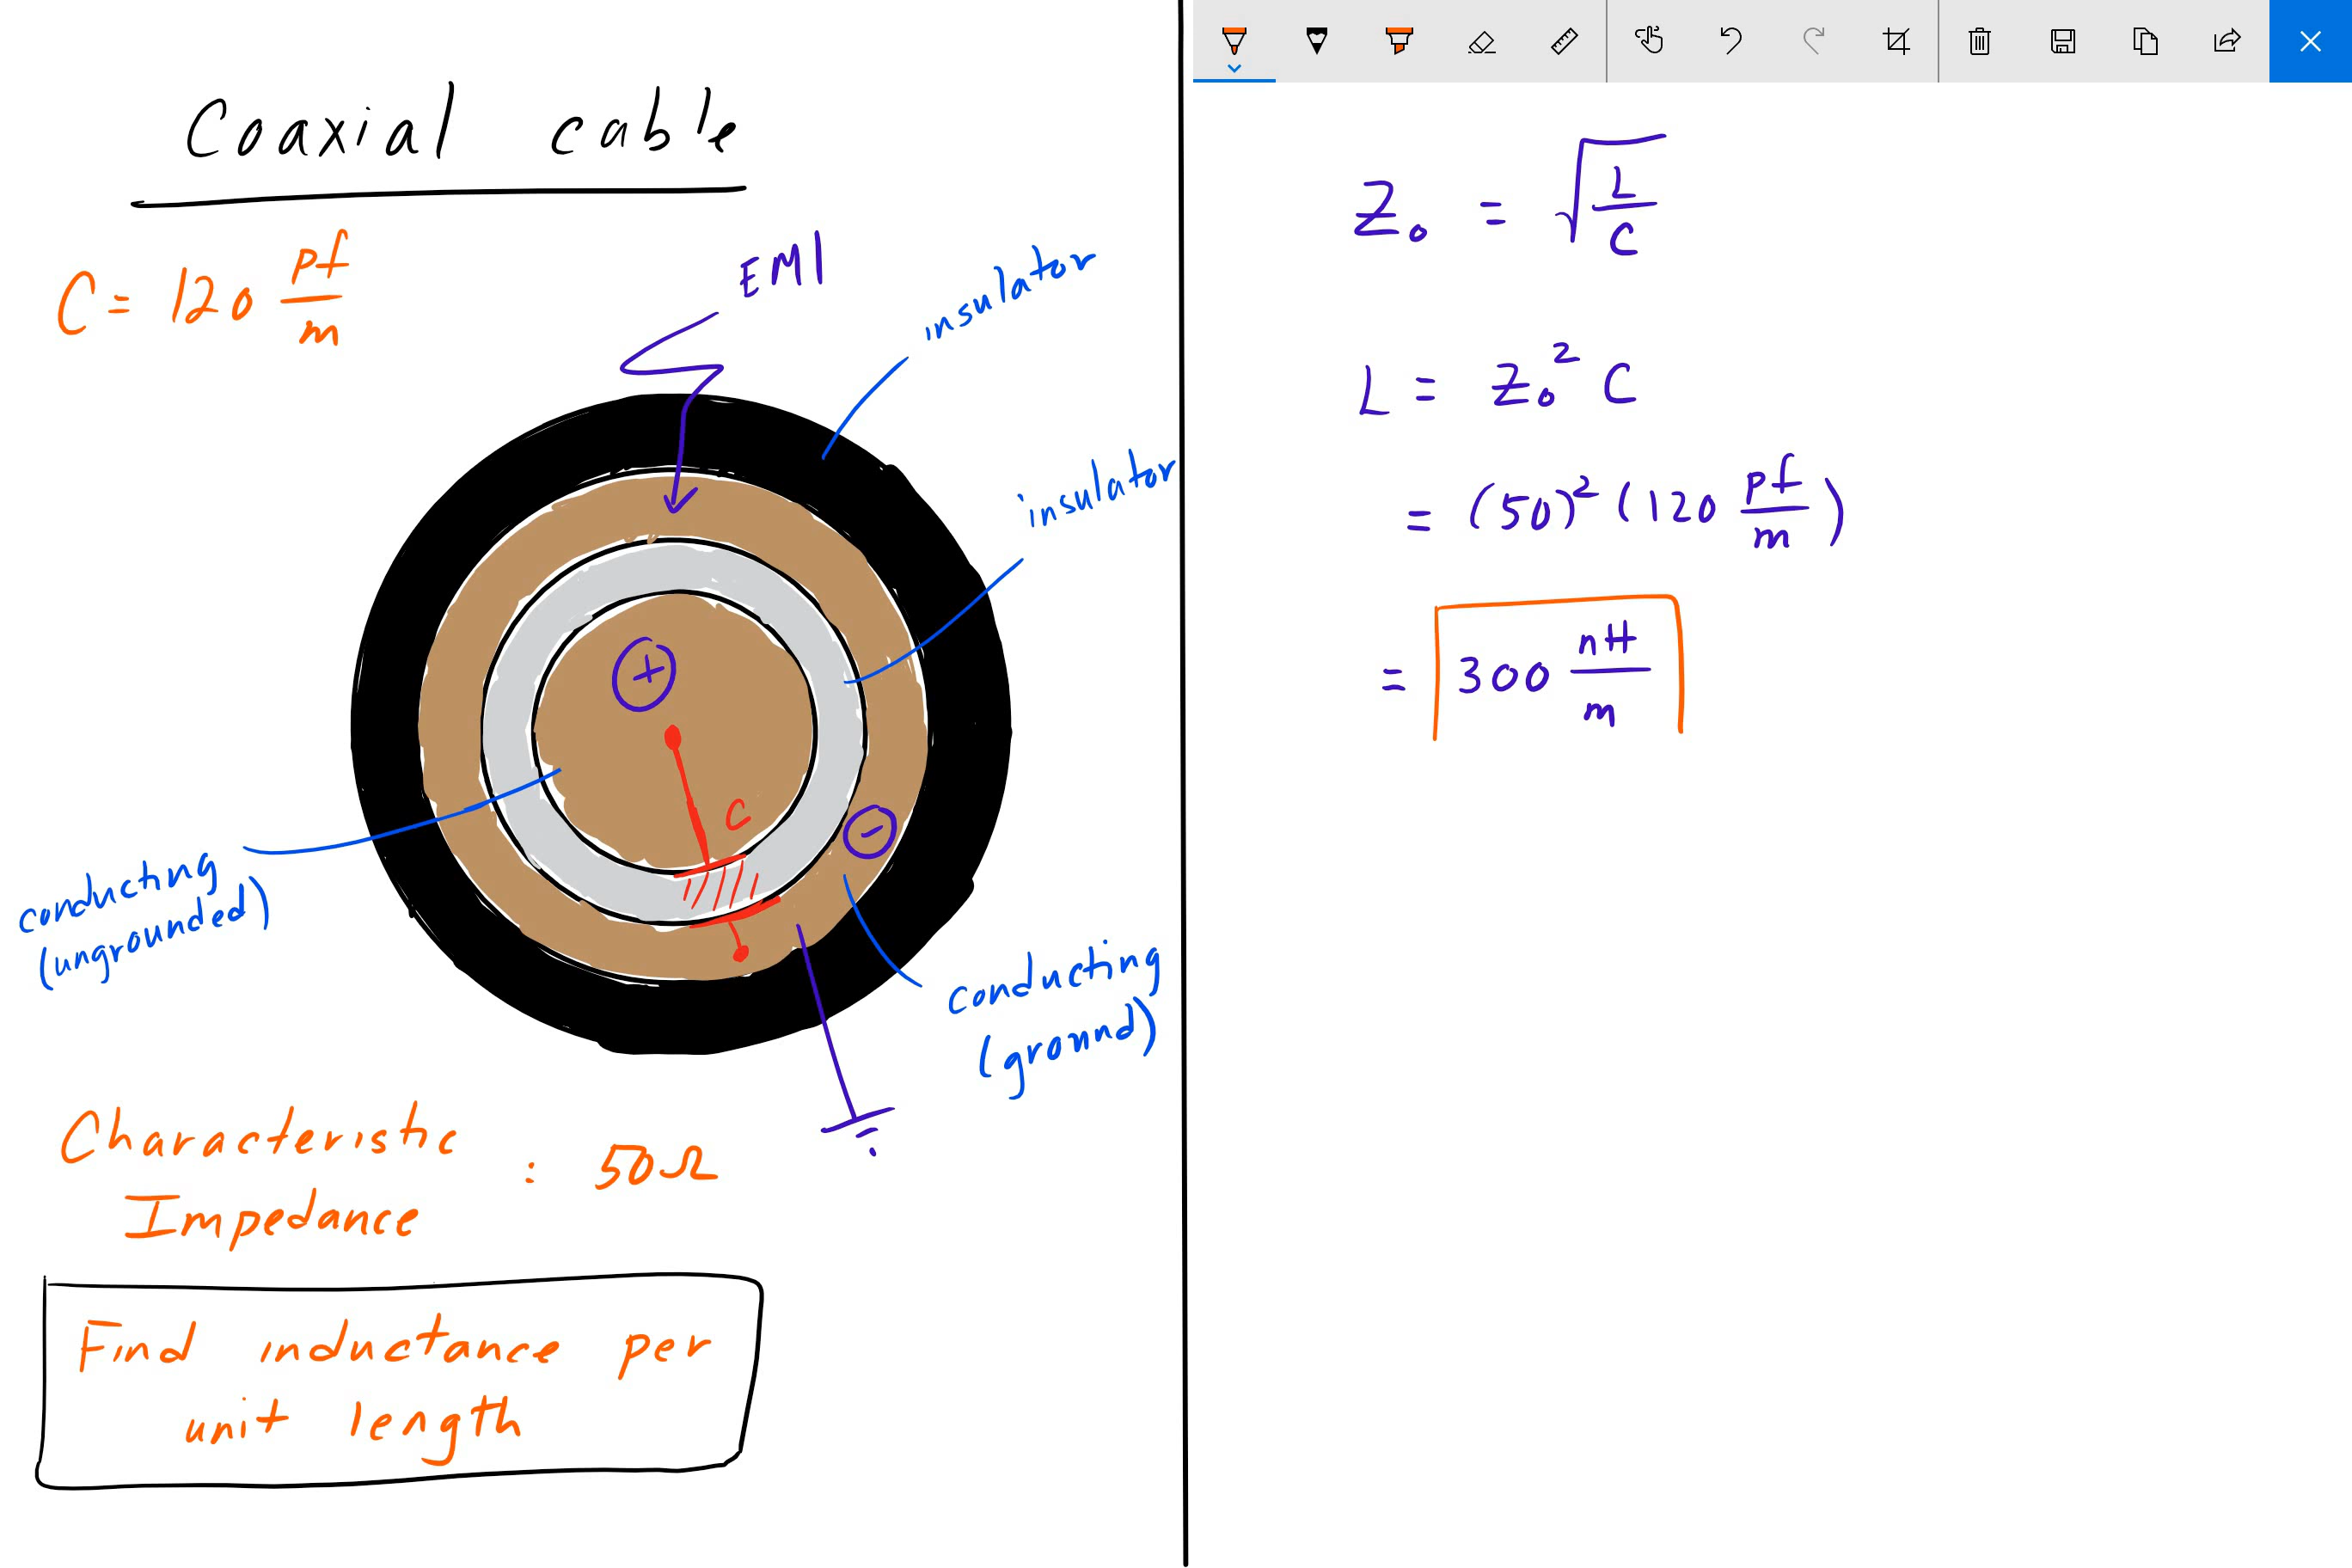 Coaxial cable
C = 120 pf/m
EMI
insulator
insulator
+
C
-
conducting
(ungrounded)
conducting
(ground)
Characteristic
Impedance : 50Ω
Find inductance per
unit length
Z₀ = √(L/C)
L = Z₀² C
= (50)² (120 pf/m)
= 300 nH/m